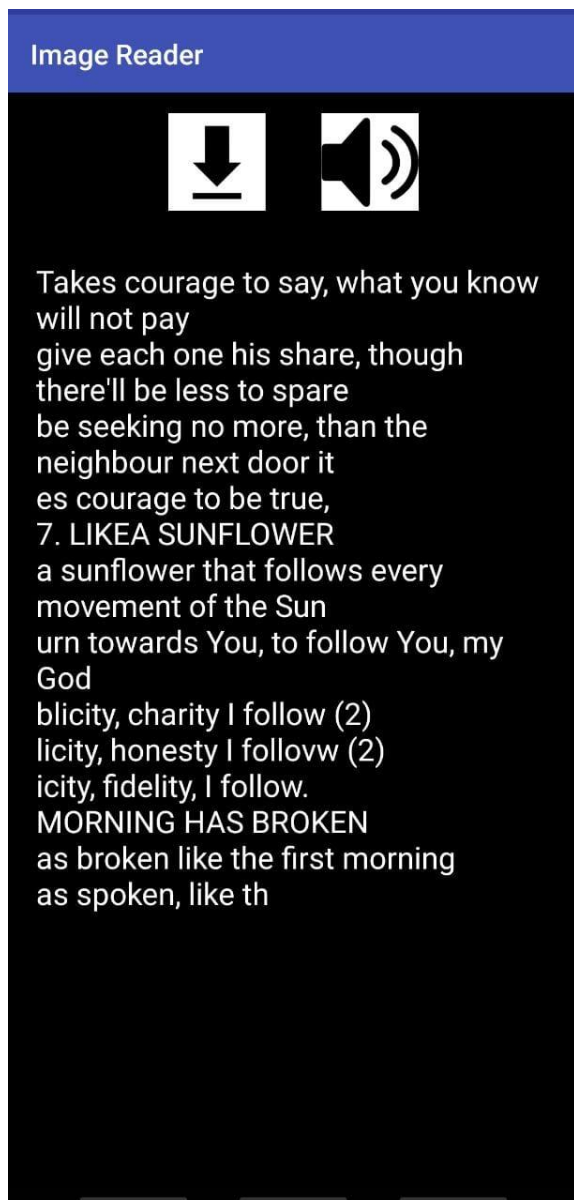 Image Reader
Takes courage to say, what you know
will not pay
give each one his share, though
there'll be less to spare
be seeking no more, than the
neighbour next door it
es courage to be true,
7. LIKEA SUNFLOWER
a sunflower that follows every
movement of the Sun
urn towards You, to follow You, my
God
blicity, charity I follow (2)
licity, honesty I follovw (2)
icity, fidelity, I follow.
MORNING HAS BROKEN
as broken like the first morning
as spoken, like th